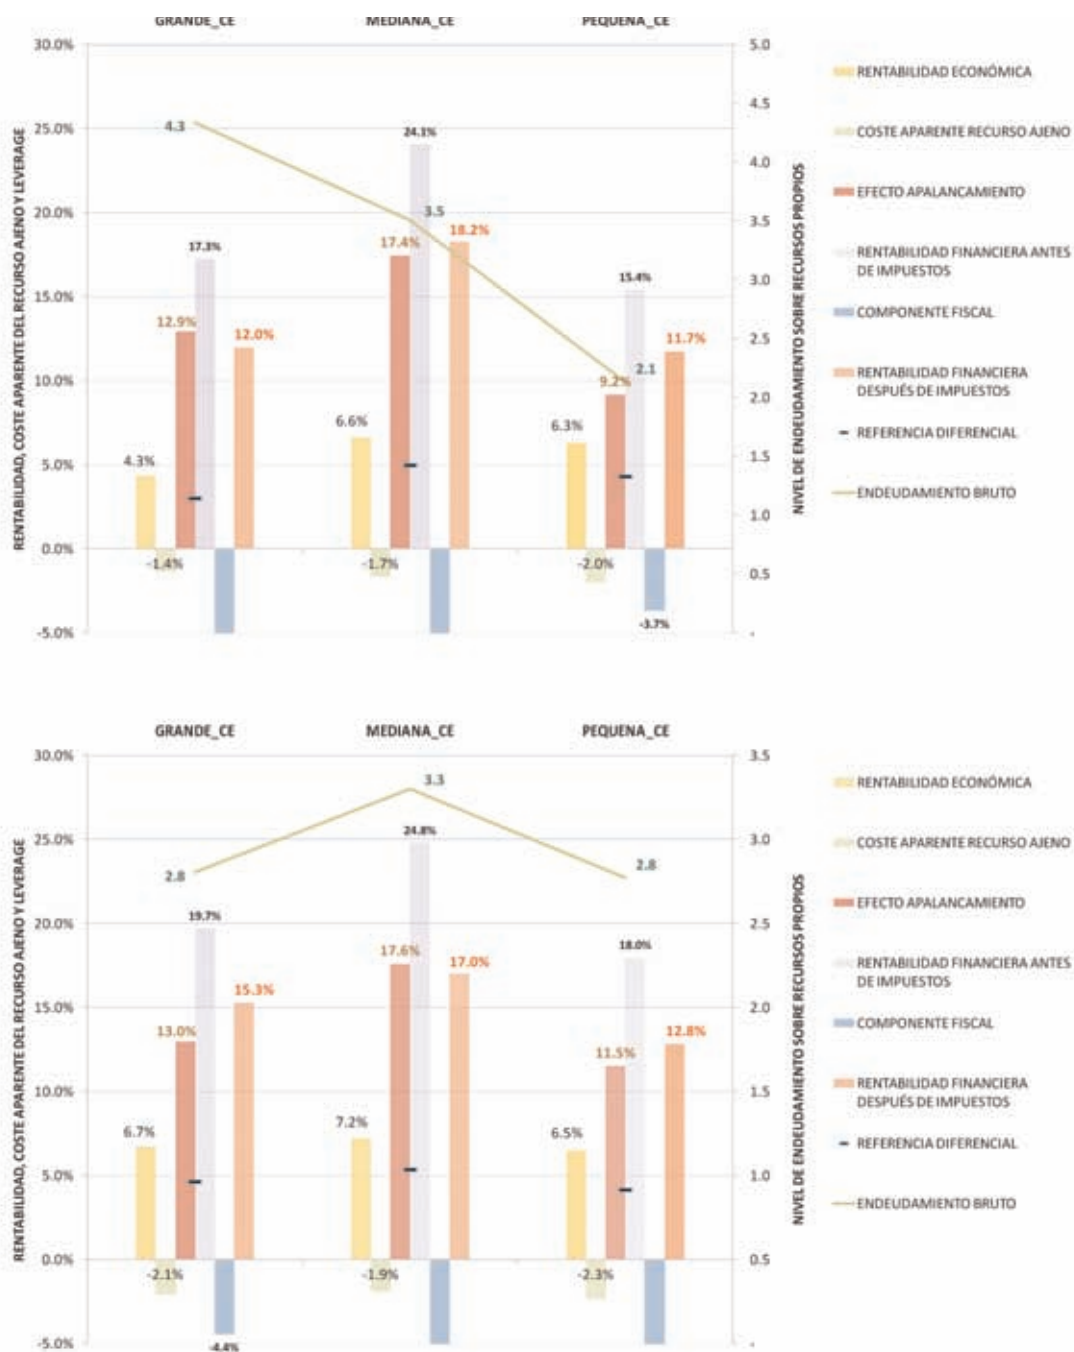 GRANDE_CE MEDIANA_CE PEQUENA_CE
30.0%
25.0%
20.0%
15.0%
10.0%
5.0%
0.0%
-5.0%
RENTABILIDAD, COSTE APARENTE DEL RECURSO AJENO Y LEVERAGE
4.3
3.5
2.1
4.3%
-1.4%
12.9%
17.3%
12.0%
6.6%
-1.7%
17.4%
24.1%
18.2%
6.3%
-2.0%
9.2%
15.4%
-3.7%
11.7%
5.0
4.5
4.0
3.5
3.0
2.5
2.0
1.5
1.0
0.5
-
NIVEL DE ENDEUDAMIENTO SOBRE RECURSOS PROPIOS
RENTABILIDAD ECONÓMICA
COSTE APARENTE RECURSO AJENO
EFECTO APALANCAMIENTO
RENTABILIDAD FINANCIERA ANTES
DE IMPUESTOS
COMPONENTE FISCAL
RENTABILIDAD FINANCIERA
DESPUÉS DE IMPUESTOS
REFERENCIA DIFERENCIAL
ENDEUDAMIENTO BRUTO
GRANDE_CE MEDIANA_CE PEQUENA_CE
30.0%
25.0%
20.0%
15.0%
10.0%
5.0%
0.0%
-5.0%
RENTABILIDAD, COSTE APARENTE DEL RECURSO AJENO Y LEVERAGE
2.8
3.3
2.8
6.7%
-2.1%
13.0%
19.7%
-4.4%
15.3%
7.2%
-1.9%
17.6%
24.8%
17.0%
6.5%
-2.3%
11.5%
18.0%
12.8%
3.5
3.0
2.5
2.0
1.5
1.0
0.5
-
NIVEL DE ENDEUDAMIENTO SOBRE RECURSOS PROPIOS
RENTABILIDAD ECONÓMICA
COSTE APARENTE RECURSO AJENO
EFECTO APALANCAMIENTO
RENTABILIDAD FINANCIERA ANTES
DE IMPUESTOS
COMPONENTE FISCAL
RENTABILIDAD FINANCIERA
DESPUÉS DE IMPUESTOS
REFERENCIA DIFERENCIAL
ENDEUDAMIENTO BRUTO